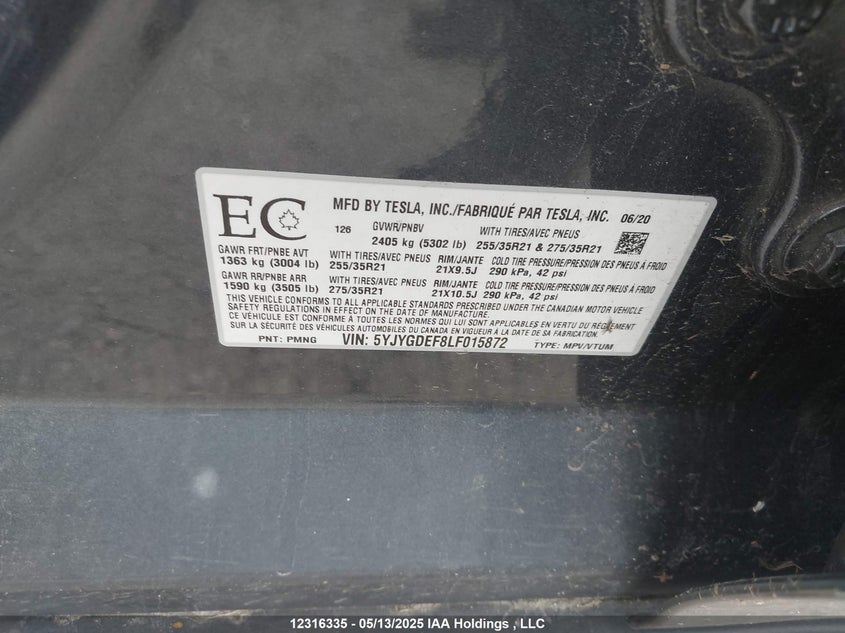 EC
MFD BY TESLA, INC./FABRIQUÉ PAR TESLA, INC. 06/20
126 GVWR/PNBV WITH TIRES/AVEC PNEUS
2405 kg (5302 lb) 255/35R21 & 275/35R21
GAWR FRT/PNBE AVT WITH TIRES/AVEC PNEUS RIM/JANTE COLD TIRE PRESSURE/PRESSION DES PNEUS À FROID
1363 kg (3004 lb) 255/35R21 21X9.5J 290 kPa, 42 psi
GAWR RR/PNBE ARR WITH TIRES/AVEC PNEUS RIM/JANTE COLD TIRE PRESSURE/PRESSION DES PNEUS À FROID
1590 kg (3505 lb) 275/35R21 21X10.5J 290 kPa, 42 psi
THIS VEHICLE CONFORMS TO ALL APPLICABLE STANDARDS PRESCRIBED UNDER THE CANADIAN MOTOR VEHICLE
SAFETY REGULATIONS IN EFFECT ON THE DATE OF MANUFACTURE
CE VÉHICULE EST CONFORME À TOUTES LES NORMES QUI LUI SONT APPLICABLES EN VERTU DU RÈGLEMENT
SUR LA SÉCURITÉ DES VÉHICULES AUTOMOBILES DU CANADA EN VIGUEUR À LA DATE DE SA FABRICATION
PNT: PMNG VIN: 5YJYGDEF8LF015872 TYPE: MPV/VTUM
12316335 - 05/13/2025 IAA Holdings , LLC